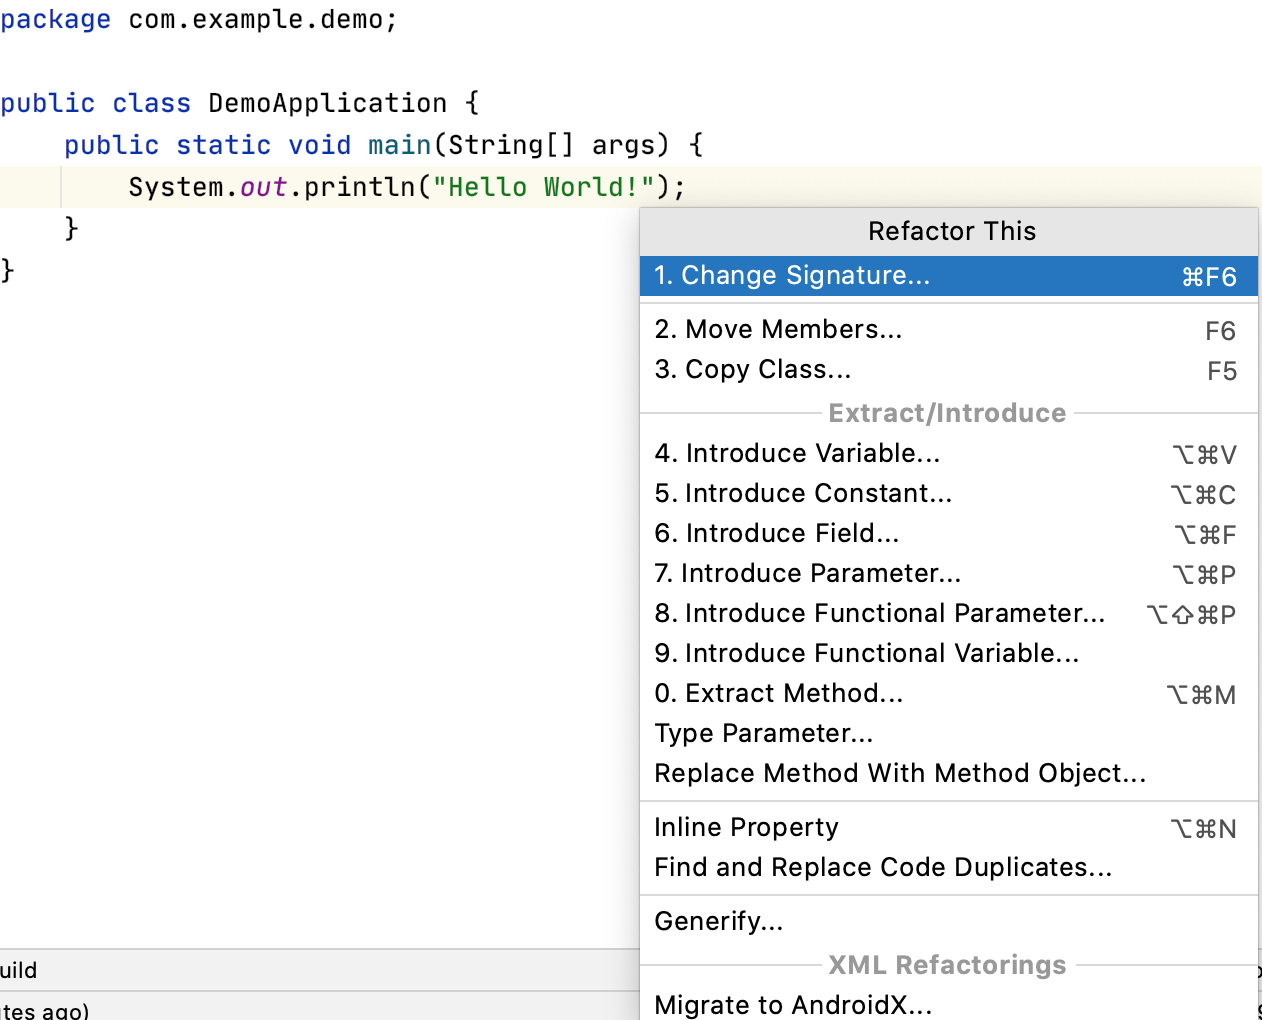 package com.example.demo;
public class DemoApplication {
public static void main(String[] args) {
System.out.println("Hello World!");
}
}
Refactor This
1. Change Signature... ⌘F6
2. Move Members... F6
3. Copy Class... F5
Extract/Introduce
4. Introduce Variable... ⌥⌘V
5. Introduce Constant... ⌥⌘C
6. Introduce Field... ⌥⌘F
7. Introduce Parameter... ⌥⌘P
8. Introduce Functional Parameter... ⌥⇧⌘P
9. Introduce Functional Variable...
0. Extract Method... ⌥⌘M
Type Parameter...
Replace Method With Method Object...
Inline Property ⌥⌘N
Find and Replace Code Duplicates...
Generify...
XML Refactorings
uild
Migrate to AndroidX...
tes ago)